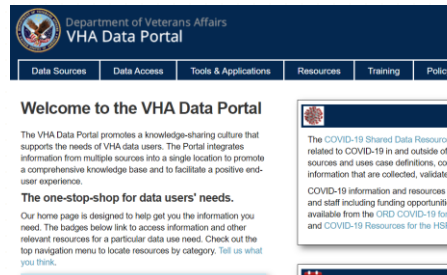 Department of Veterans Affairs
VHA Data Portal
Data Sources Data Access Tools & Applications Resources Training
Welcome to the VHA Data Portal
The VHA Data Portal promotes a knowledge-sharing culture that
supports the needs of VHA data users. The Portal integrates
information from multiple sources into a single location to promote
a comprehensive knowledge base and to facilitate a positive end-
user experience.
The one-stop-shop for data users' needs.
Our home page is designed to help get you the information you
need. The badges below link to access information and other
relevant resources for a particular data use need. Check out the
top navigation menu to locate resources by category. Tell us what
you think.
The COVID-19 Shared Data
related to COVID-19 in and outside of
sources and uses case definitions,
information that are collected,
COVID-19 information and resources
and staff including funding
available from the ORD COVID-19
and COVID-19 Resources for the